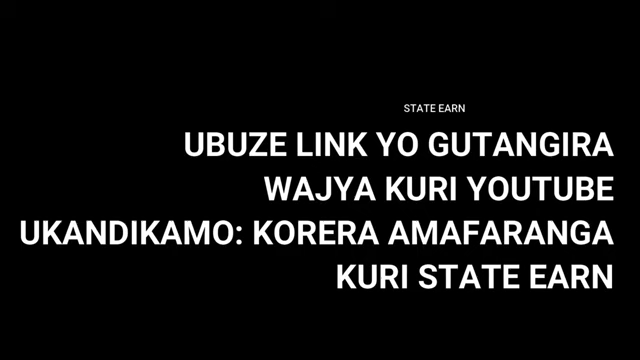 STATE EARN
UBUZE LINK YO GUTANGIRA
WAJYA KURI YOUTUBE
UKANDIKAMO: KORERA AMAFARANGA
KURI STATE EARN